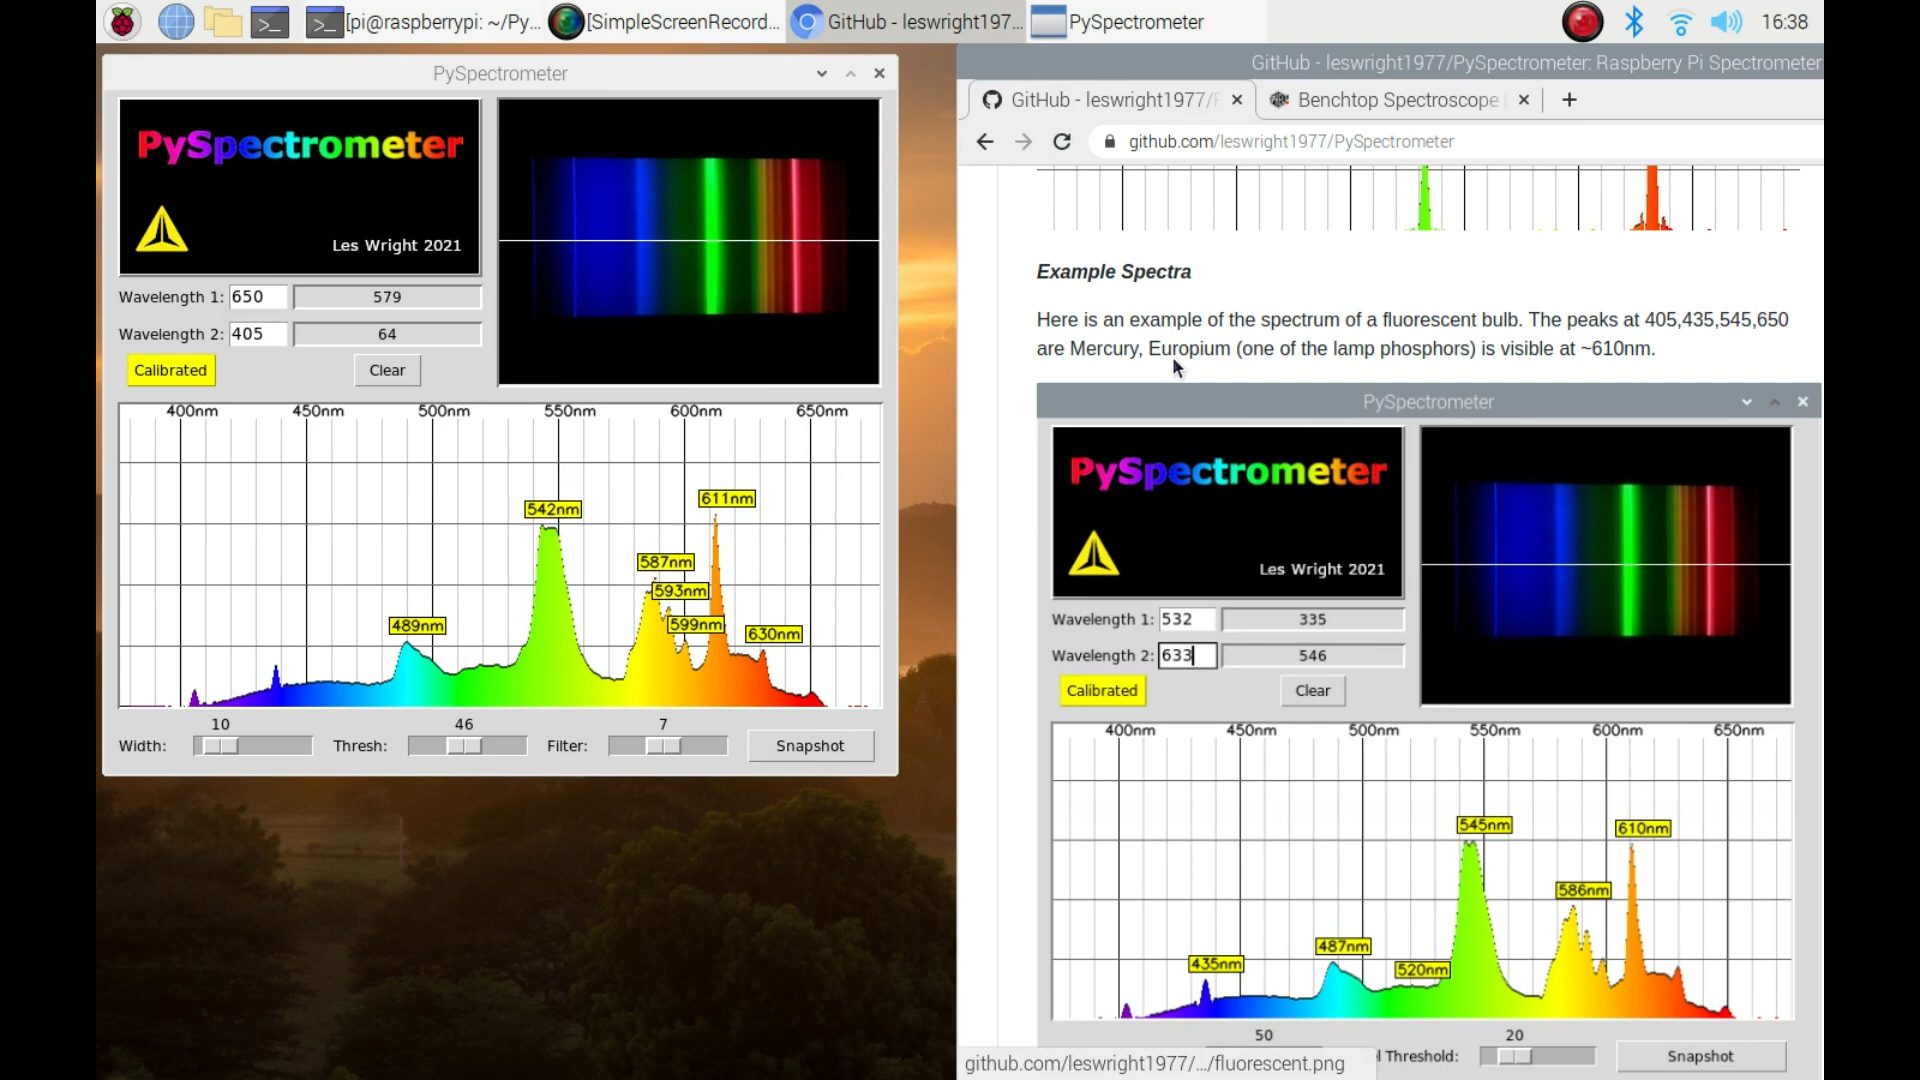 [pi@raspberrypi: ~/Py...
[SimpleScreenRecord...
GitHub - leswright197...
PySpectrometer
16:38
PySpectrometer
PySpectrometer
Les Wright 2021
Wavelength 1: 650 579
Wavelength 2: 405 64
Calibrated Clear
400nm 450nm 500nm 550nm 600nm 650nm
611nm
542nm
587nm
593nm
599nm
489nm
630nm
10 46 7
Width: Thresh: Filter: Snapshot
GitHub - leswright1977/PySpectrometer: Raspberry Pi Spectrometer
GitHub - leswright1977/
Benchtop Spectroscope
github.com/leswright1977/PySpectrometer
Example Spectra
Here is an example of the spectrum of a fluorescent bulb. The peaks at 405,435,545,650
are Mercury, Europium (one of the lamp phosphors) is visible at ~610nm.
PySpectrometer
PySpectrometer
Les Wright 2021
Wavelength 1: 532 335
Wavelength 2: 633 546
Calibrated Clear
400nm 450nm 500nm 550nm 600nm 650nm
545nm
610nm
586nm
487nm
435nm
520nm
50 20
Threshold: Snapshot
github.com/leswright1977/.../fluorescent.png